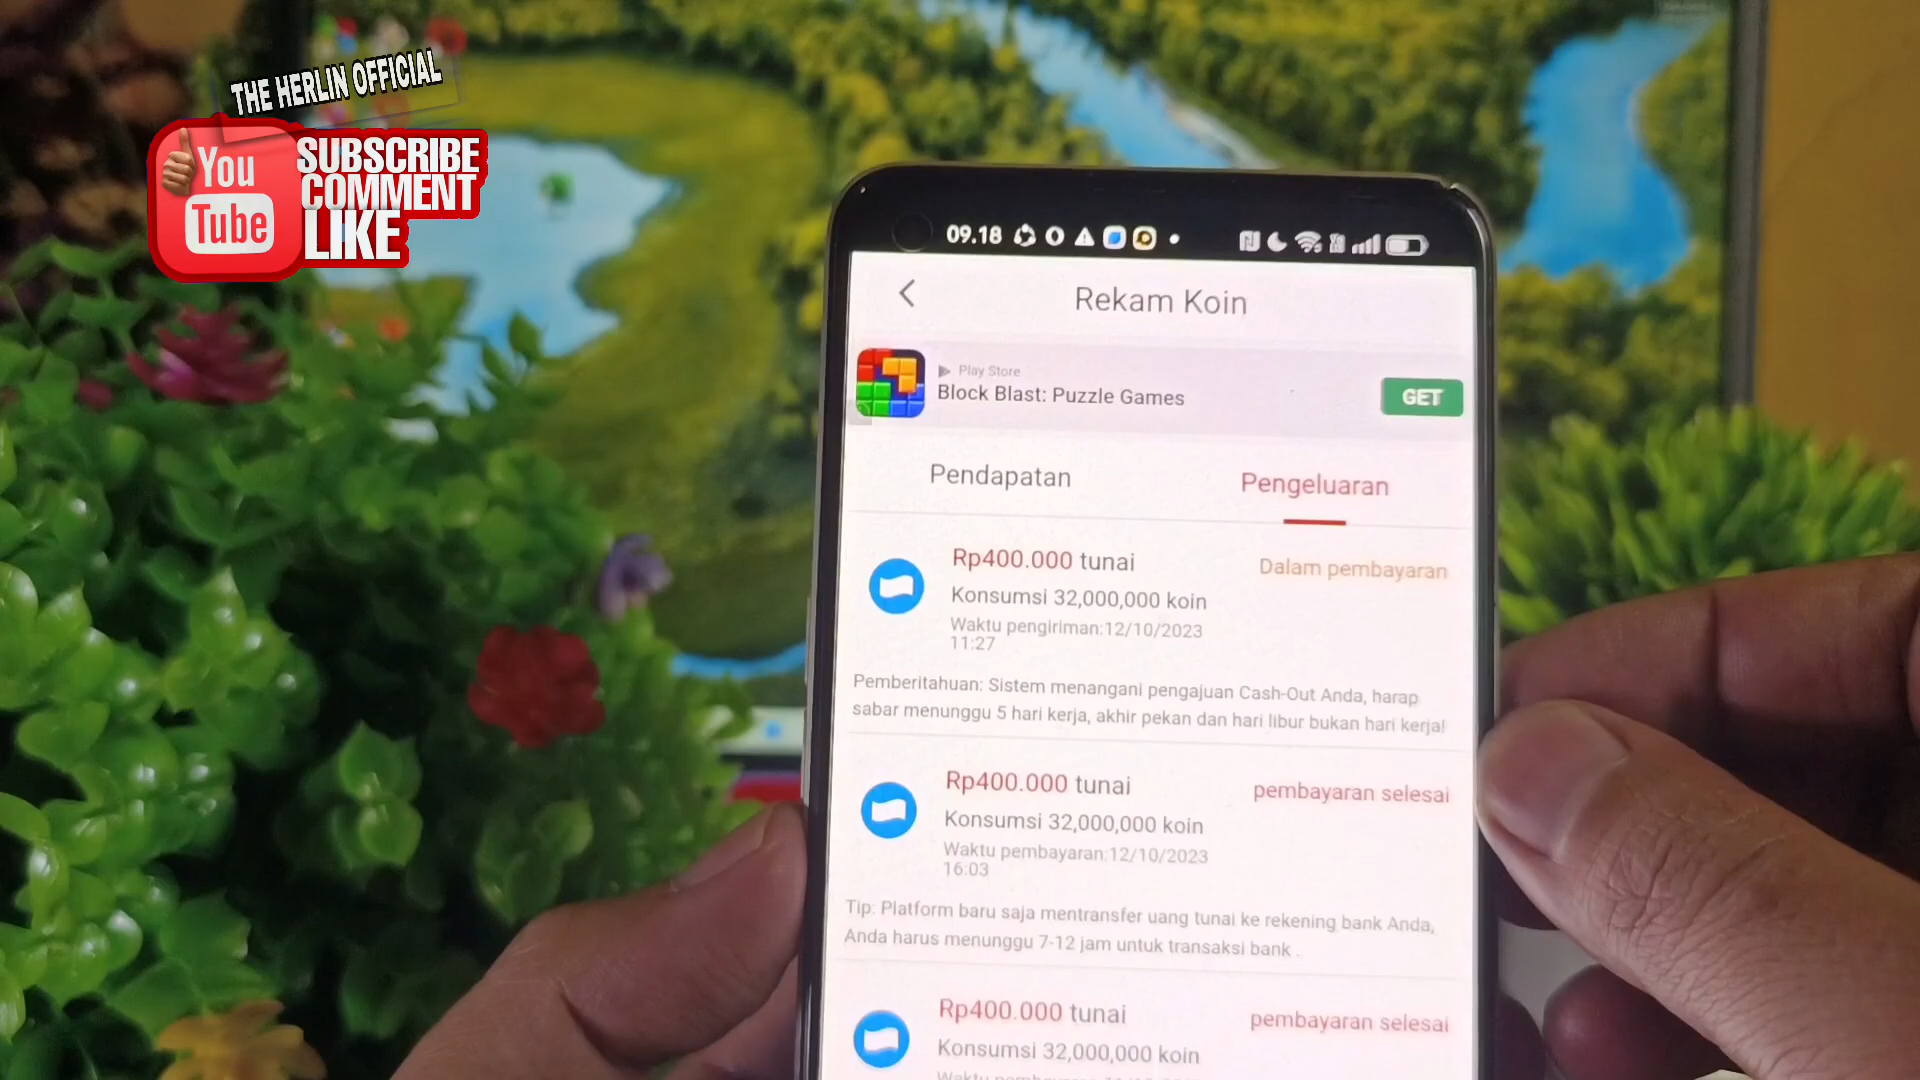 THE HERLIN OFFICIAL
You
Tube
SUBSCRIBE
COMMENT
LIKE
09.18
Rekam Koin
Play Store
Block Blast: Puzzle Games
GET
Pendapatan
Pengeluaran
Rp400.000 tunai
Dalam pembayaran
Konsumsi 32,000,000 koin
Waktu pengiriman:12/10/2023
11:27
Pemberitahuan: Sistem menangani pengajuan Cash-Out Anda, harap
sabar menunggu 5 hari kerja, akhir pekan dan hari libur bukan hari kerja!
Rp400.000 tunai
pembayaran selesai
Konsumsi 32,000,000 koin
Waktu pembayaran:12/10/2023
16:03
Tip: Platform baru saja mentransfer uang tunai ke rekening bank Anda,
Anda harus menunggu 7-12 jam untuk transaksi bank .
Rp400.000 tunai
pembayaran selesai
Konsumsi 32,000,000 koin